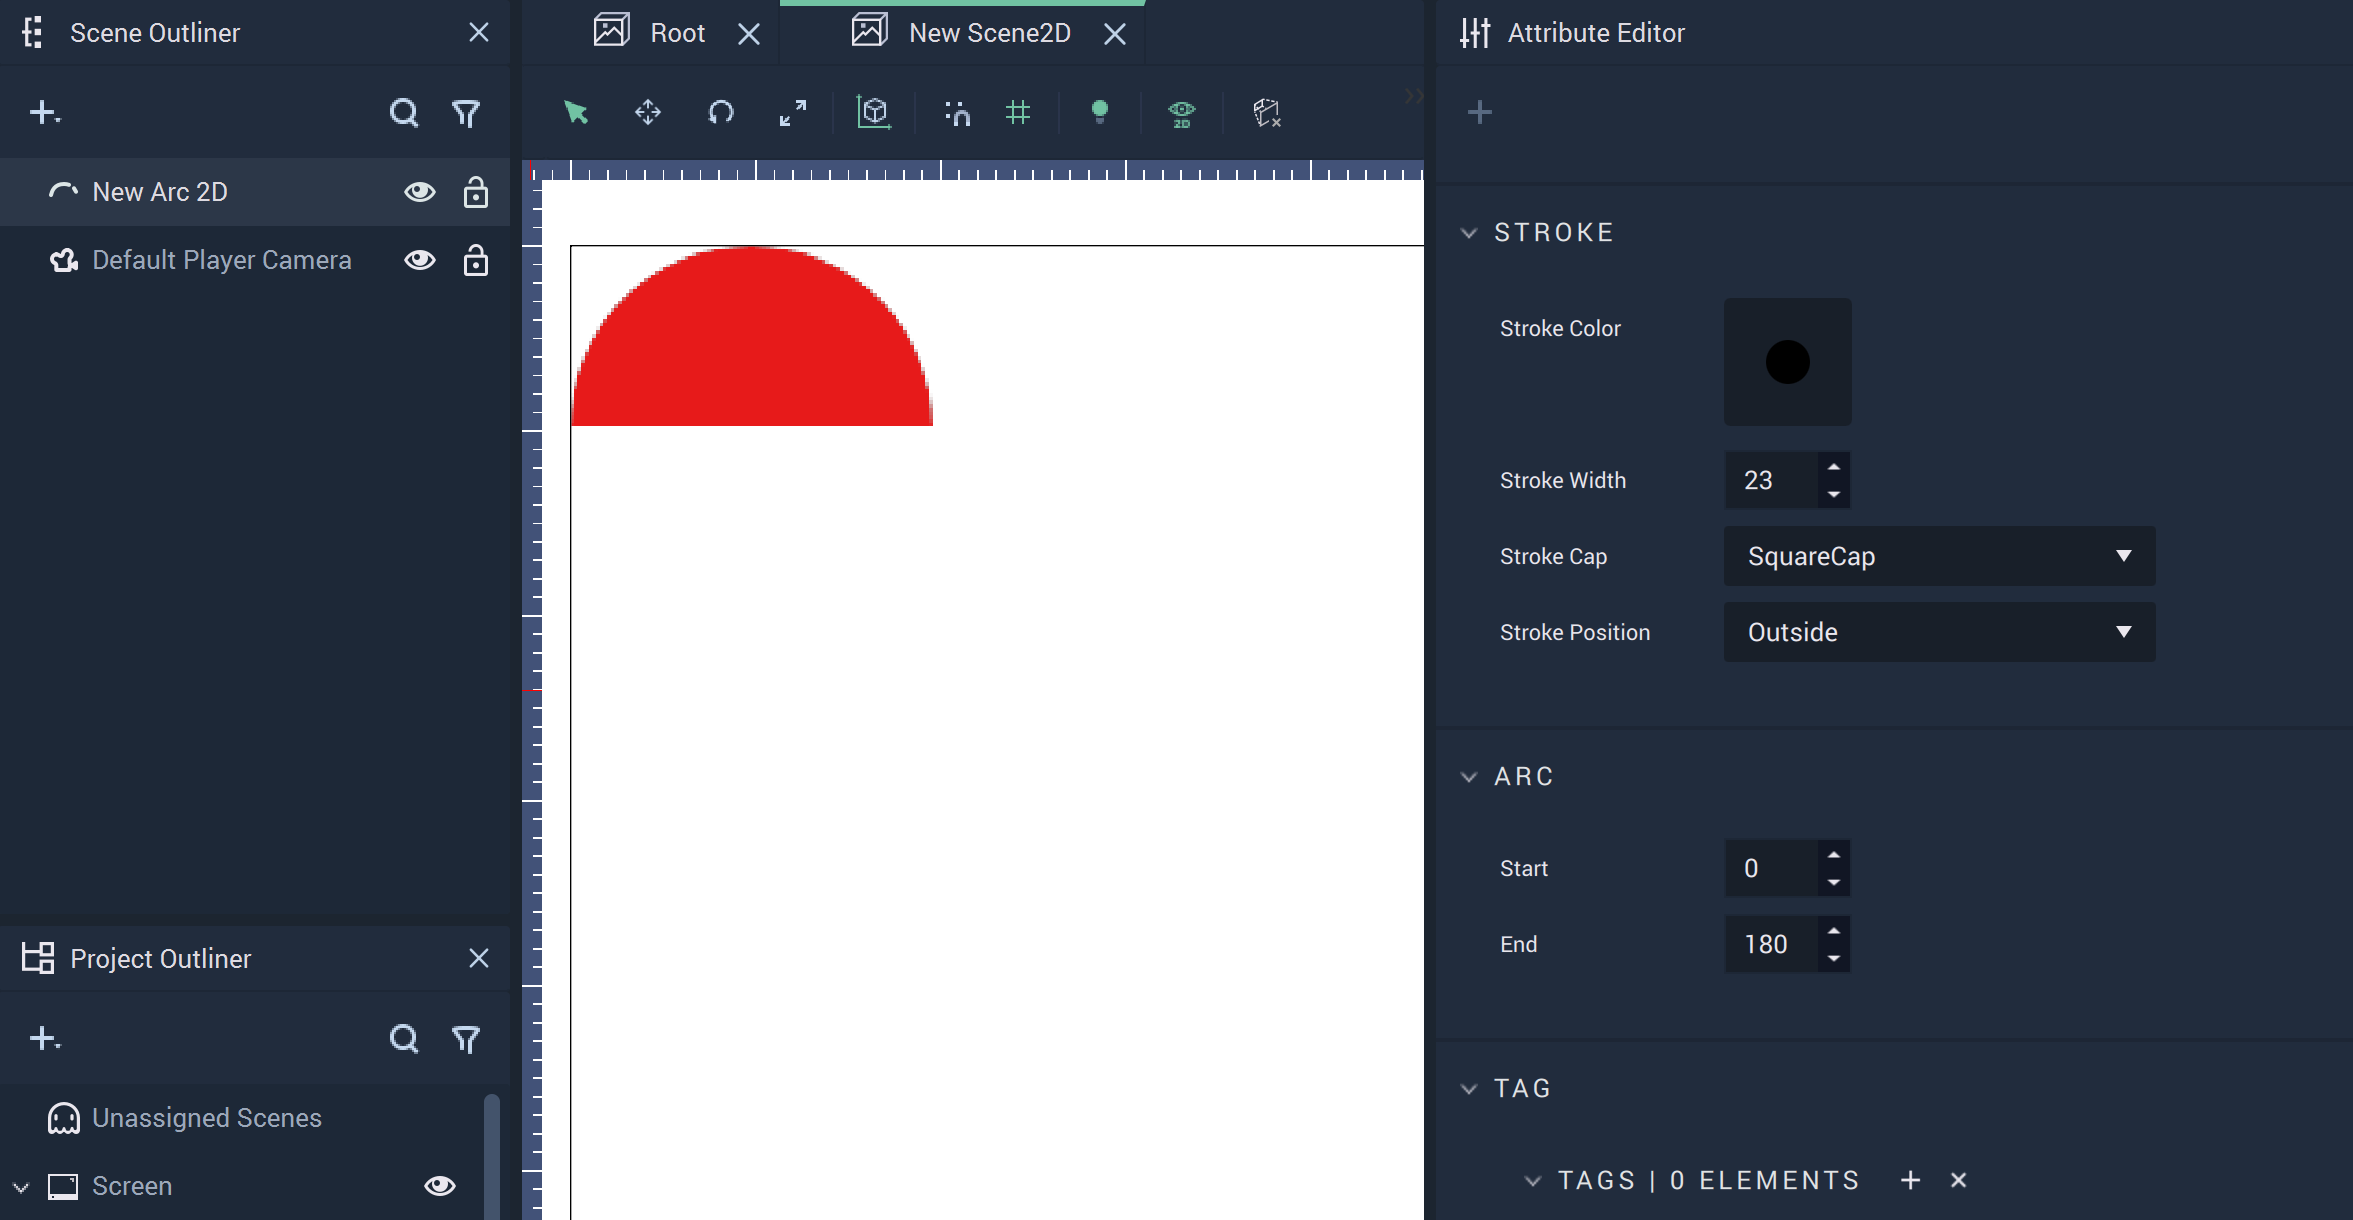 Scene Outliner
New Arc 2D
Default Player Camera
Project Outliner
Unassigned Scenes
Screen
Root
New Scene2D
2D
Attribute Editor
STROKE
Stroke Color
Stroke Width 23
Stroke Cap SquareCap
Stroke Position Outside
ARC
Start 0
End 180
TAG
TAGS | 0 ELEMENTS